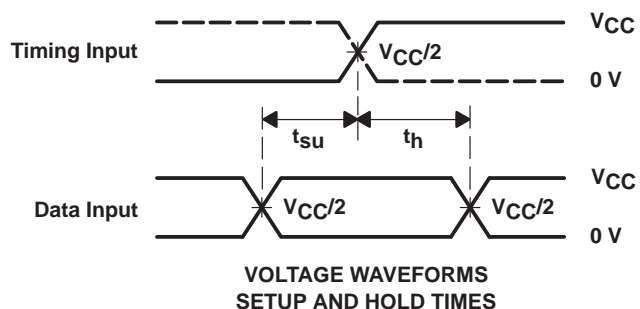 Timing Input
VCC/2
VCC
0 V
tsu
th
Data Input
VCC/2
VCC/2
VCC
0 V
VOLTAGE WAVEFORMS
SETUP AND HOLD TIMES